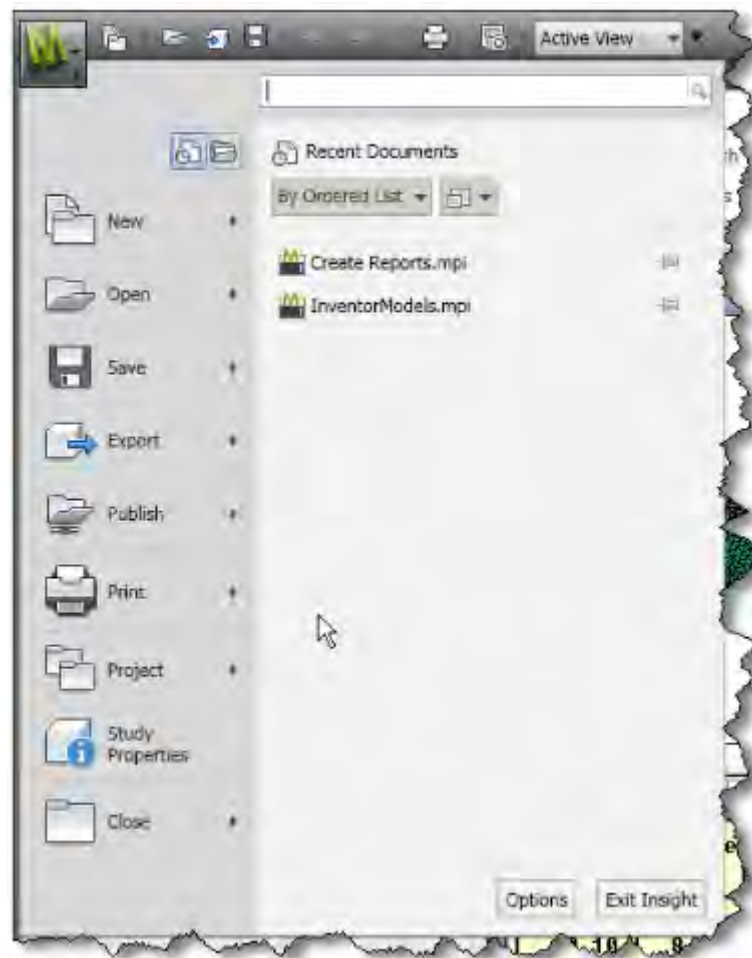 Active View
Recent Documents
By Ordered List
New
Create Reports.mpi
Open
InventorModels.mpi
Save
Export
Publish
Print
Project
Study
Properties
Close
Options
Exit Insight
10